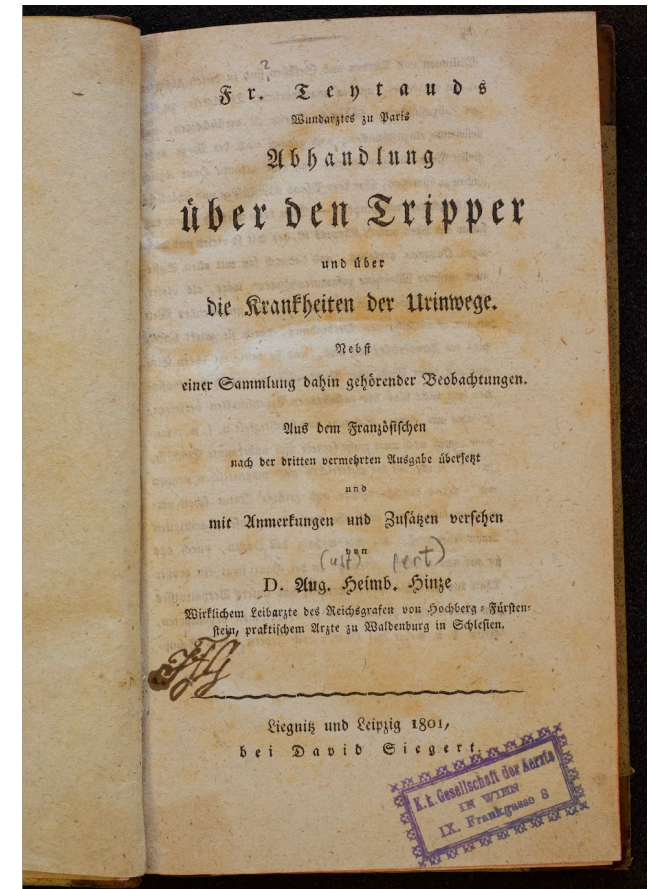 ?
Fr. Teytauds
Wundarztes zu Paris
Abhandlung
über den Tripper
und über
die Krankheiten der Urinwege.
Nebst
einer Sammlung dahin gehörender Beobachtungen.
Aus dem Französischen
nach der dritten vermehrten Ausgabe übersetzt
und
mit Anmerkungen und Zusätzen versehen
von
(ust) (ert)
D. Aug. Heimb. Hinze
Wirklichem Leibarzte des Reichsgrafen von Hochberg-Fürsten-
stein, praktischem Arzte zu Waldenburg in Schlesien.
Liegnitz und Leipzig 1801,
bei David Siegert.
K.k. Gesellschaft der Aerzte
IN WIEN
IX. Frankgasse 8